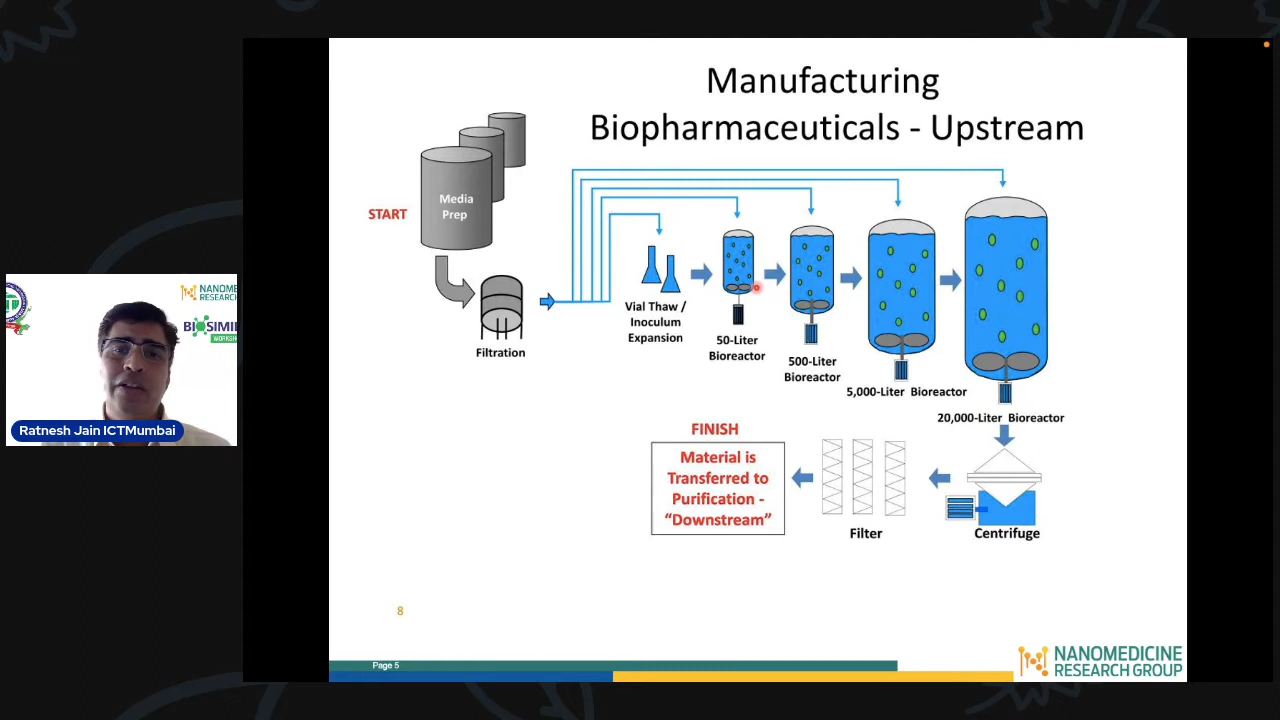 Manufacturing
Biopharmaceuticals - Upstream
START
Media
Prep
Filtration
Vial Thaw /
Inoculum
Expansion
50-Liter
Bioreactor
500-Liter
Bioreactor
5,000-Liter Bioreactor
20,000-Liter Bioreactor
FINISH
Material is
Transferred to
Purification -
“Downstream”
Filter
Centrifuge
8
Page 5
NANOMEDICINE
RESEARCH GROUP
Ratnesh Jain ICTMumbai